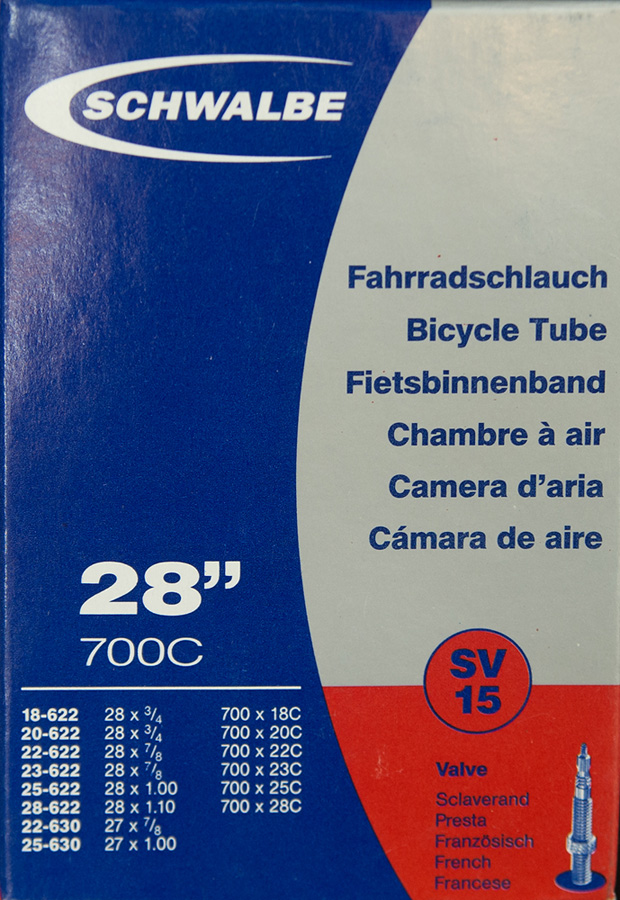 SCHWALBE
Fahrradschlauch
Bicycle Tube
Fietsbinnenband
Chambre à air
Camera d'aria
Cámara de aire
28”
700C
SV
15
18-622 28 x 3/4 700 x 18C
20-622 28 x 3/4 700 x 20C
22-622 28 x 7/8 700 x 22C
23-622 28 x 7/8 700 x 23C
25-622 28 x 1.00 700 x 25C
28-622 28 x 1.10 700 x 28C
22-630 27 x 7/8
25-630 27 x 1.00
Valve
Sclaverand
Presta
Französisch
French
Francese